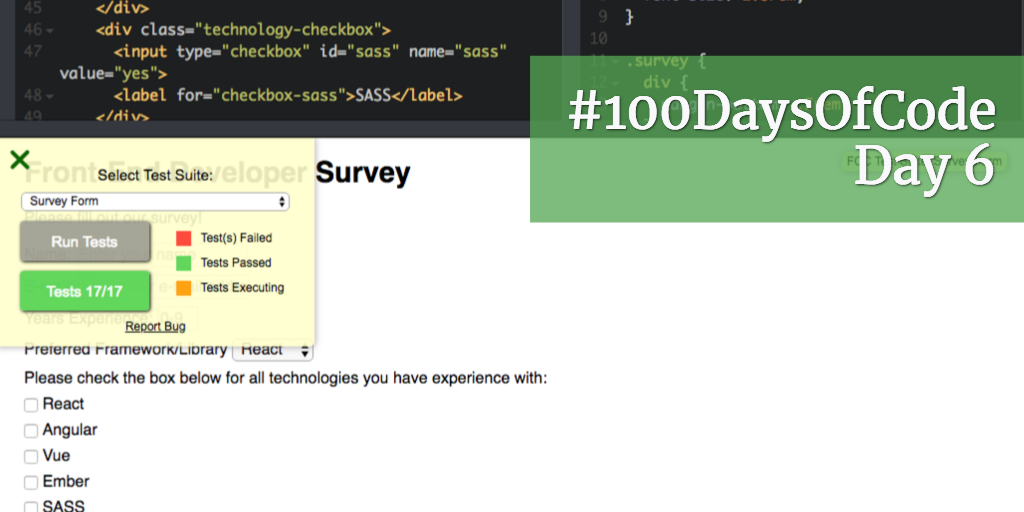 45 </div>
46 <div class="technology-checkbox">
47 <input type="checkbox" id="sass" name="sass"
value="yes">
48 <label for="checkbox-sass">SASS</label>
49 </div>
9 }
10
11 .survey {
12 div {
#100DaysOfCode
Day 6
Front-End Developer Survey
Select Test Suite:
Survey Form
Please fill out our survey!
Run Tests
Test(s) Failed
Tests Passed
Tests 17/17
Tests Executing
Years Experience 0-9
Report Bug
Preferred Framework/Library React
Please check the box below for all technologies you have experience with:
React
Angular
Vue
Ember
SASS